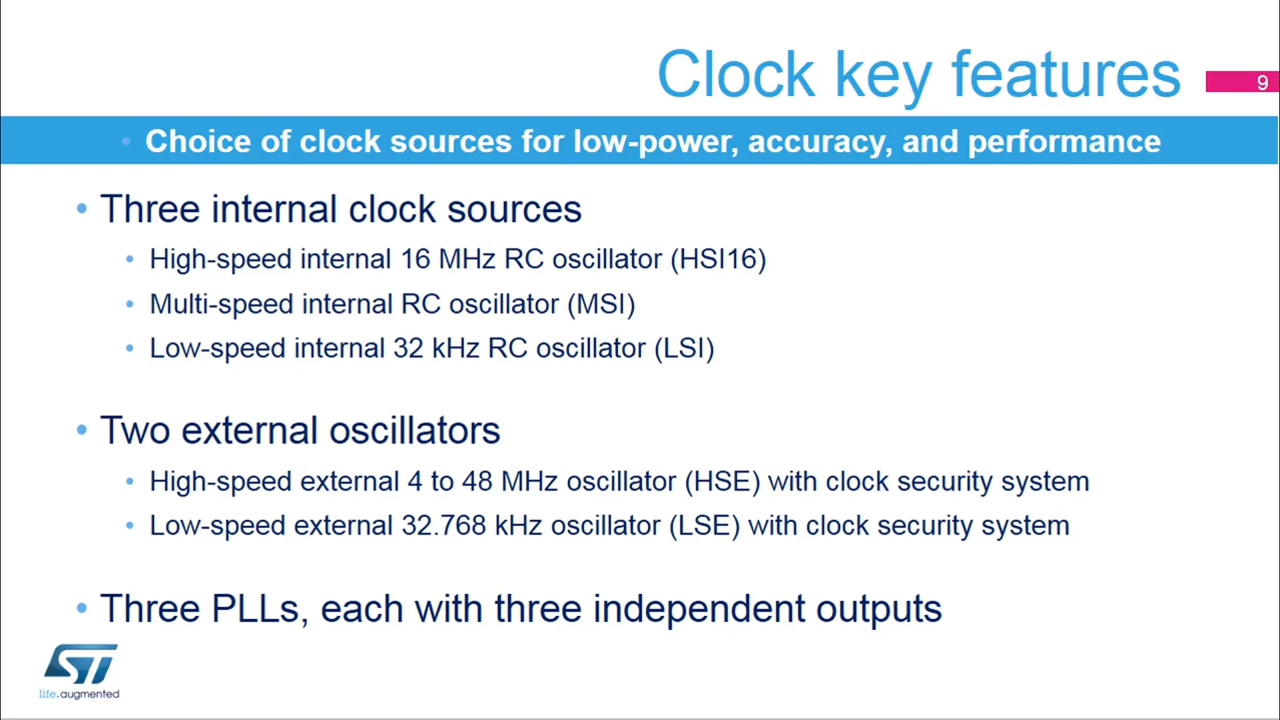 Clock key features
9
• Choice of clock sources for low-power, accuracy, and performance
• Three internal clock sources
• High-speed internal 16 MHz RC oscillator (HSI16)
• Multi-speed internal RC oscillator (MSI)
• Low-speed internal 32 kHz RC oscillator (LSI)
• Two external oscillators
• High-speed external 4 to 48 MHz oscillator (HSE) with clock security system
• Low-speed external 32.768 kHz oscillator (LSE) with clock security system
• Three PLLs, each with three independent outputs
ST
life.augmented